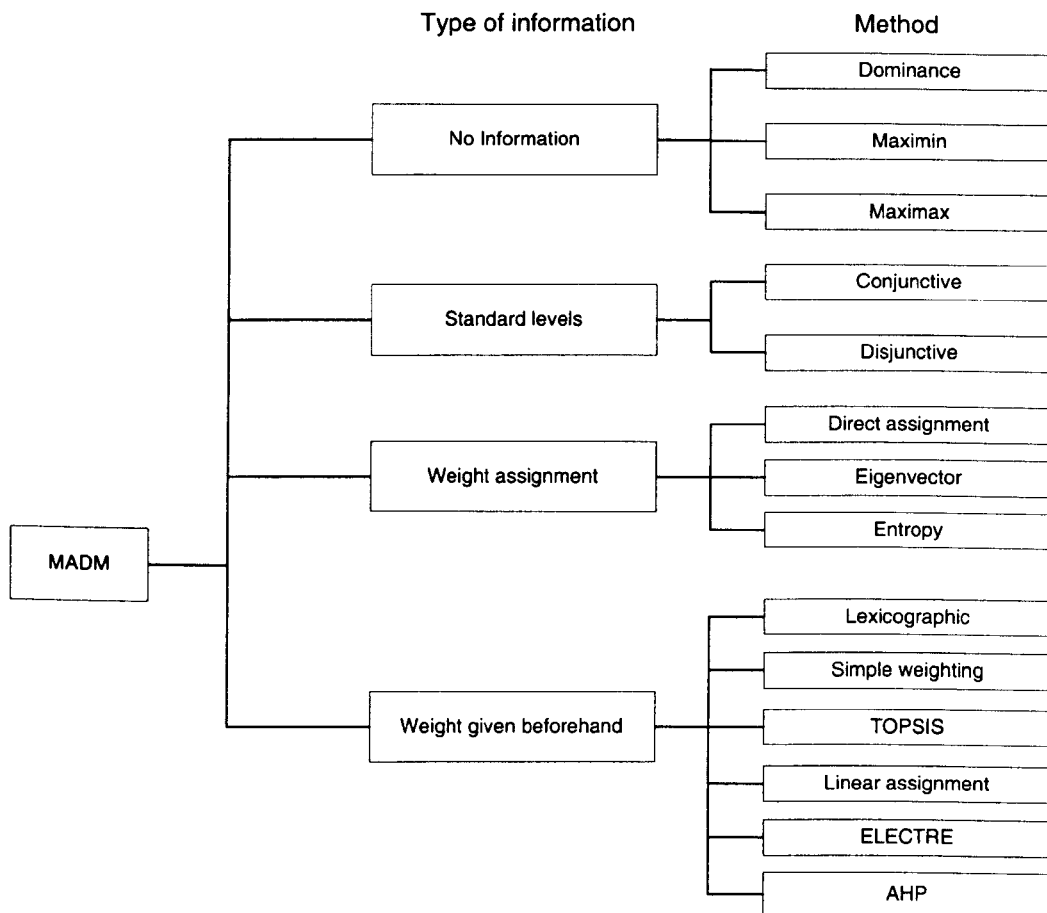 Type of information
Method
No Information
Dominance
Maximin
Maximax
Standard levels
Conjunctive
Disjunctive
Weight assignment
Direct assignment
Eigenvector
Entropy
MADM
Weight given beforehand
Lexicographic
Simple weighting
TOPSIS
Linear assignment
ELECTRE
AHP